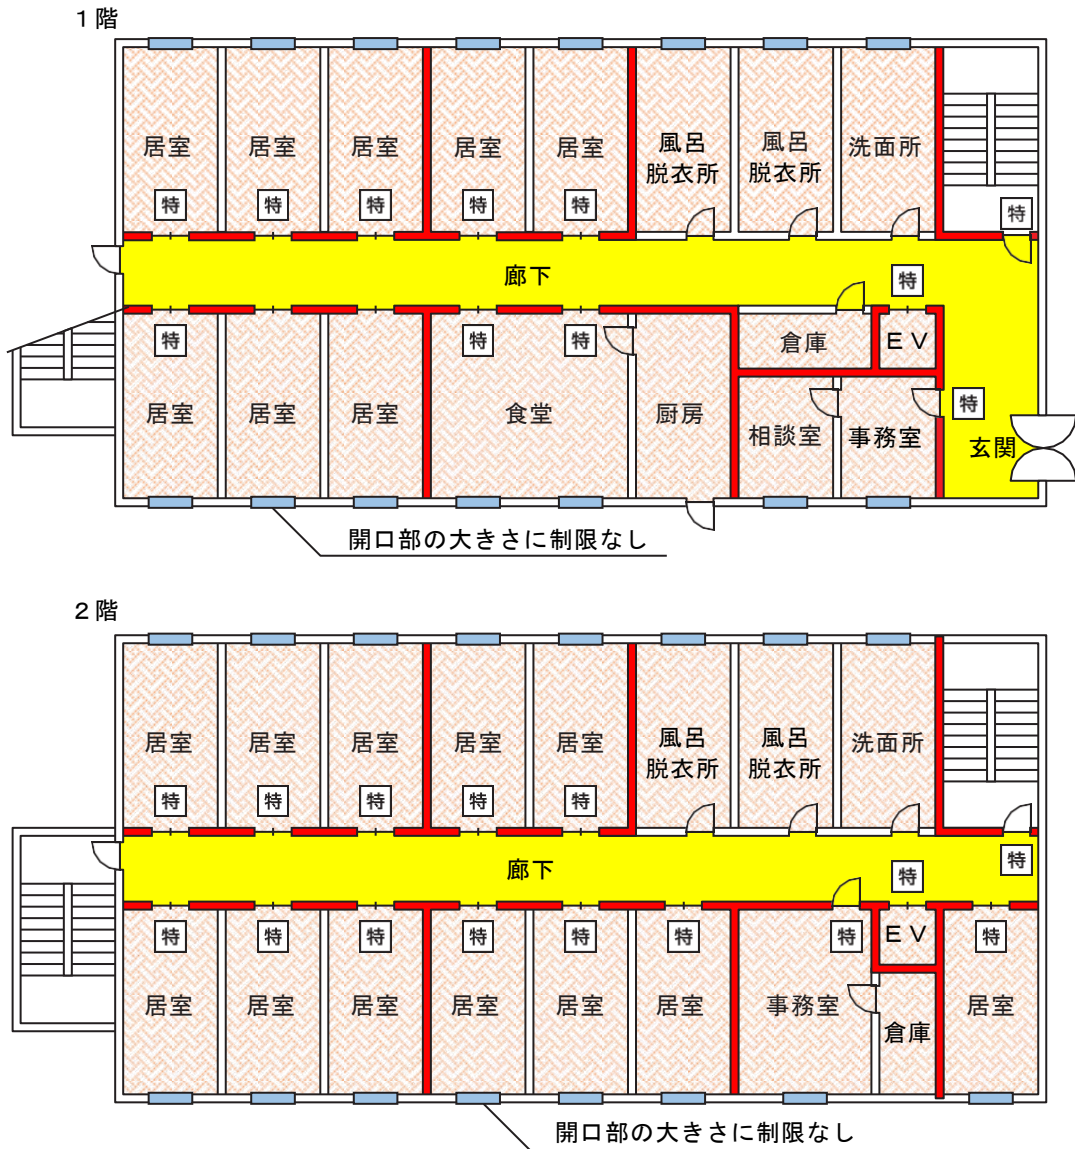 1階
居室
居室
居室
居室
居室
風呂
脱衣所
風呂
脱衣所
洗面所
特
特
特
特
特
特
廊下
特
特
特
特
倉庫
EV
居室
居室
居室
食堂
厨房
相談室
事務室
特
玄関
開口部の大きさに制限なし
2階
居室
居室
居室
居室
居室
風呂
脱衣所
風呂
脱衣所
洗面所
特
特
特
特
特
廊下
特
特
特
特
特
特
特
特
特
EV
特
居室
居室
居室
居室
居室
居室
事務室
倉庫
居室
開口部の大きさに制限なし